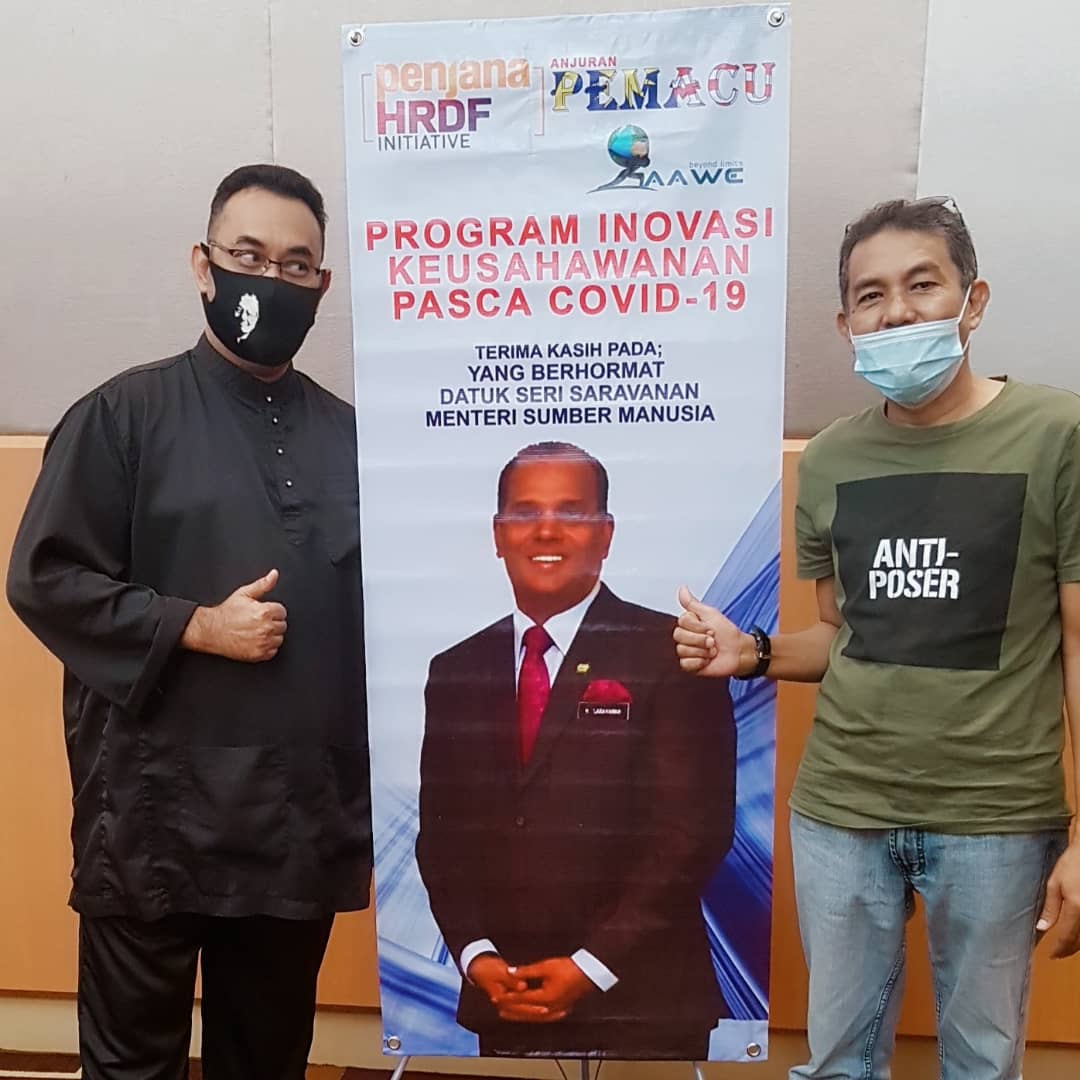 penjana
HRDF
INITIATIVE
ANJURAN
PEMACU
beyond limit's
AAWE
PROGRAM INOVASI
KEUSAHAWANAN
PASCA COVID-19
TERIMA KASIH PADA;
YANG BERHORMAT
DATUK SERI SARAVANAN
MENTERI SUMBER MANUSIA
ANTI-
POSER